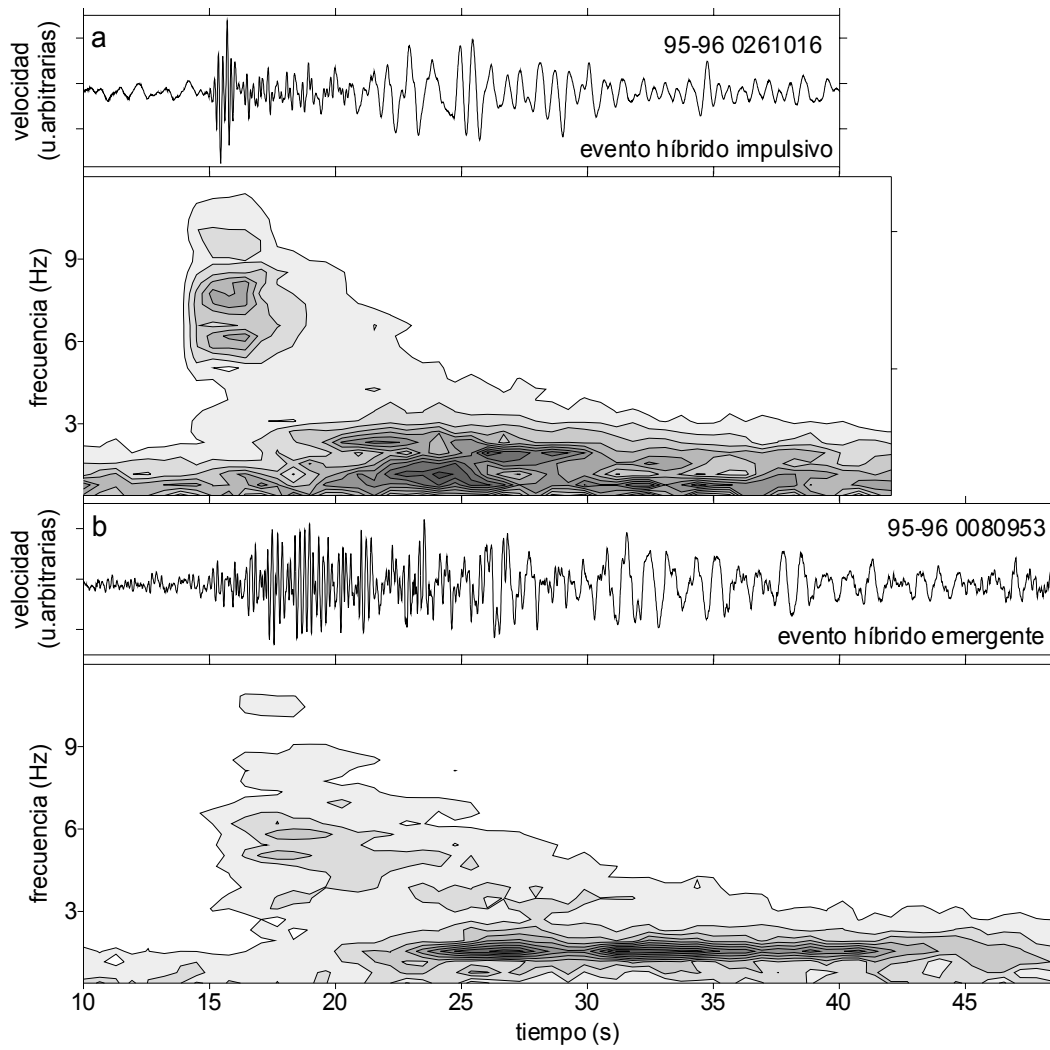 a
95-96 0261016
velocidad
(u.arbitrarias)
evento híbrido impulsivo
frecuencia (Hz)
9
6
3
b
95-96 0080953
velocidad
(u.arbitrarias)
evento híbrido emergente
frecuencia (Hz)
9
6
3
10 15 20 25 30 35 40 45
tiempo (s)